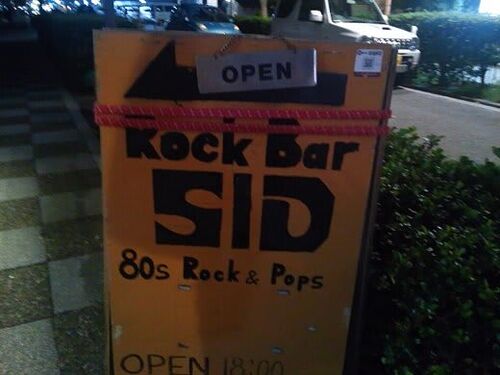 OPEN
Rock Bar
SID
80s Rock & Pops
OPEN 18:00